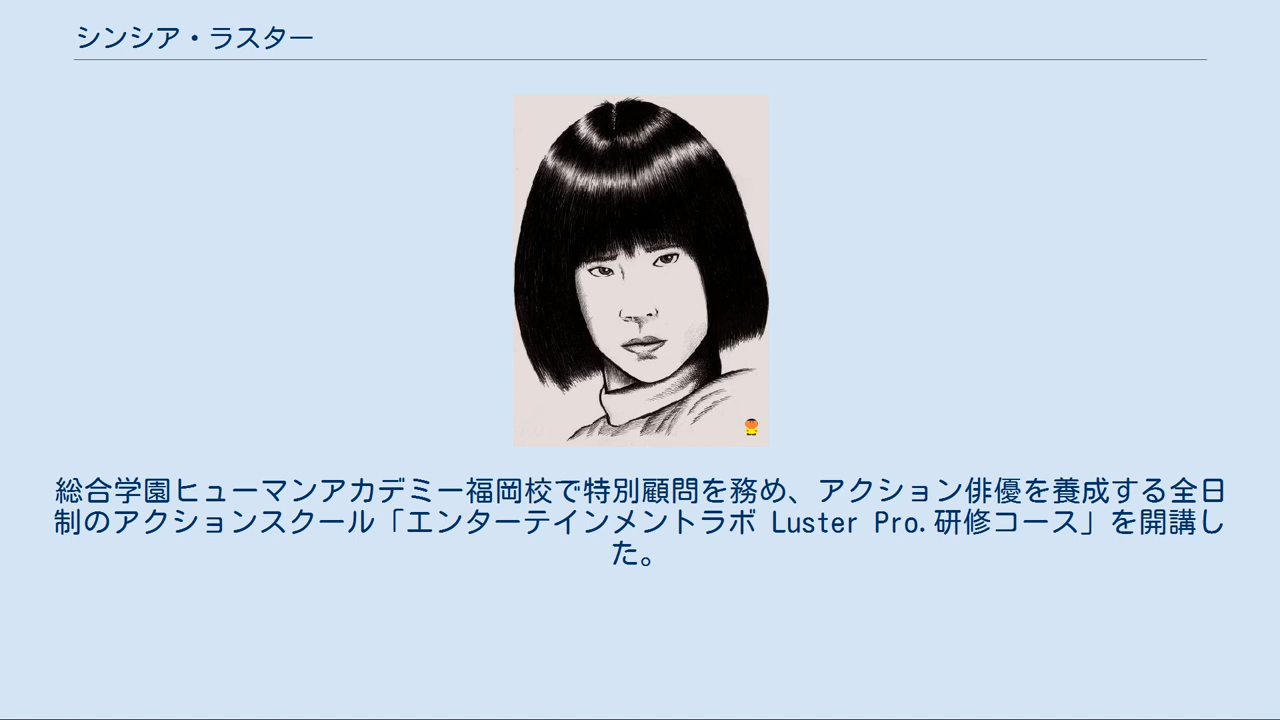 シンシア・ラスター
総合学園ヒューマンアカデミー福岡校で特別顧問を務め、アクション俳優を養成する全日
制のアクションスクール「エンターテインメントラボ Luster Pro.研修コース」を開講し
た。